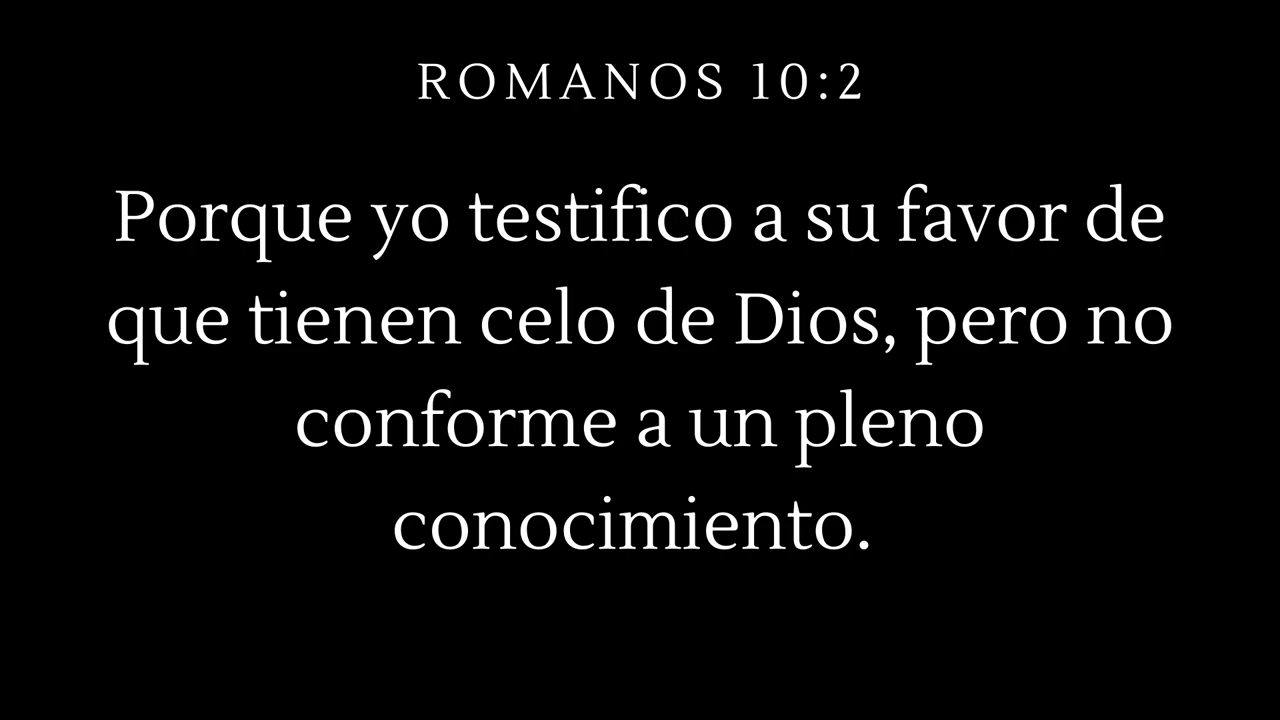 ROMANOS 10:2
Porque yo testifico a su favor de
que tienen celo de Dios, pero no
conforme a un pleno
conocimiento.